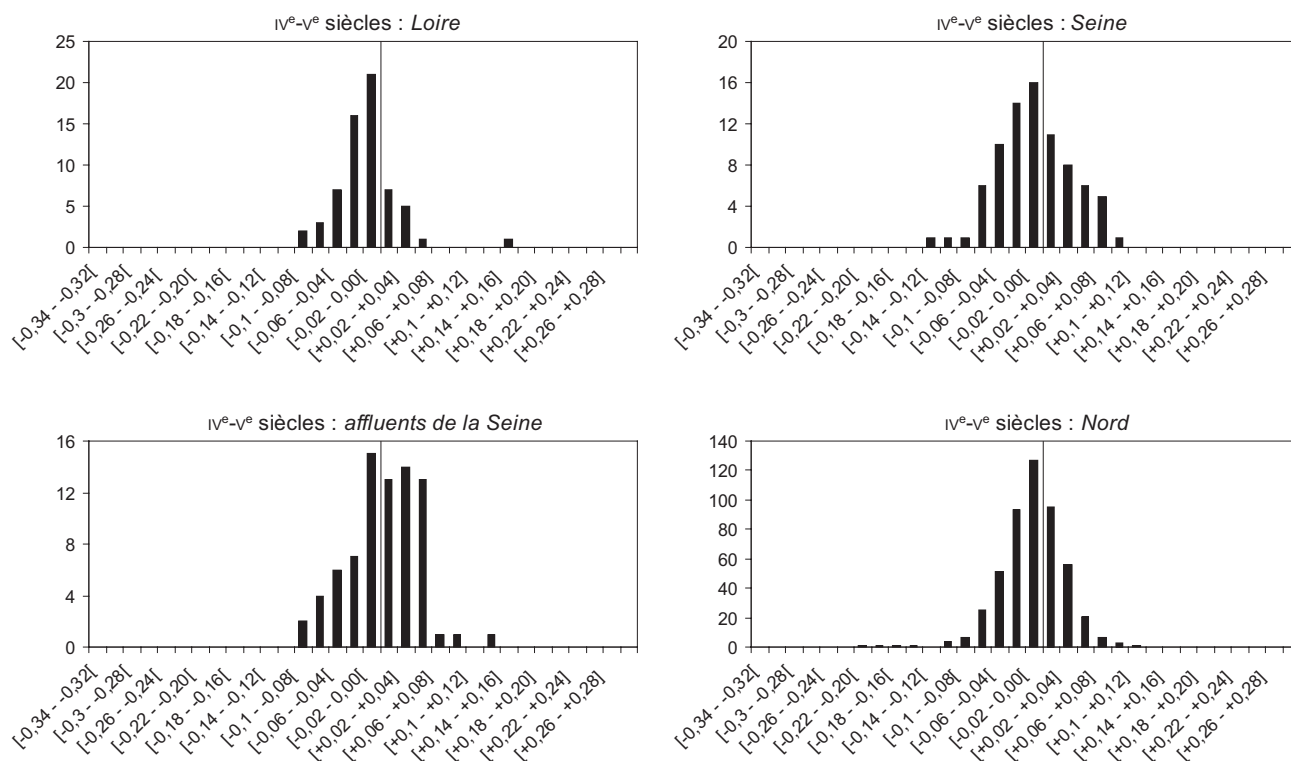 IVe-Ve siècles : Loire
25
20
15
10
5
0
[-0,34 - -0,32[
[-0,3 - -0,28[
[-0,26 - -0,24[
[-0,22 - -0,20[
[-0,18 - -0,16[
[-0,14 - -0,12[
[-0,1 - -0,08[
[-0,06 - -0,04[
[-0,02 - 0,00[
[+0,02 - +0,04]
[+0,06 - +0,08]
[+0,1 - +0,12]
[+0,14 - +0,16]
[+0,18 - +0,20]
[+0,22 - +0,24]
[+0,26 - +0,28]
IVe-Ve siècles : Seine
20
16
12
8
4
0
[-0,34 - -0,32[
[-0,3 - -0,28[
[-0,26 - -0,24[
[-0,22 - -0,20[
[-0,18 - -0,16[
[-0,14 - -0,12[
[-0,1 - -0,08[
[-0,06 - -0,04[
[-0,02 - 0,00[
[+0,02 - +0,04]
[+0,06 - +0,08]
[+0,1 - +0,12]
[+0,14 - +0,16]
[+0,18 - +0,20]
[+0,22 - +0,24]
[+0,26 - +0,28]
IVe-Ve siècles : affluents de la Seine
16
12
8
4
0
[-0,34 - -0,32[
[-0,3 - -0,28[
[-0,26 - -0,24[
[-0,22 - -0,20[
[-0,18 - -0,16[
[-0,14 - -0,12[
[-0,1 - -0,08[
[-0,06 - -0,04[
[-0,02 - 0,00[
[+0,02 - +0,04]
[+0,06 - +0,08]
[+0,1 - +0,12]
[+0,14 - +0,16]
[+0,18 - +0,20]
[+0,22 - +0,24]
[+0,26 - +0,28]
IVe-Ve siècles : Nord
140
120
100
80
60
40
20
0
[-0,34 - -0,32[
[-0,3 - -0,28[
[-0,26 - -0,24[
[-0,22 - -0,20[
[-0,18 - -0,16[
[-0,14 - -0,12[
[-0,1 - -0,08[
[-0,06 - -0,04[
[-0,02 - 0,00[
[+0,02 - +0,04]
[+0,06 - +0,08]
[+0,1 - +0,12]
[+0,14 - +0,16]
[+0,18 - +0,20]
[+0,22 - +0,24]
[+0,26 - +0,28]